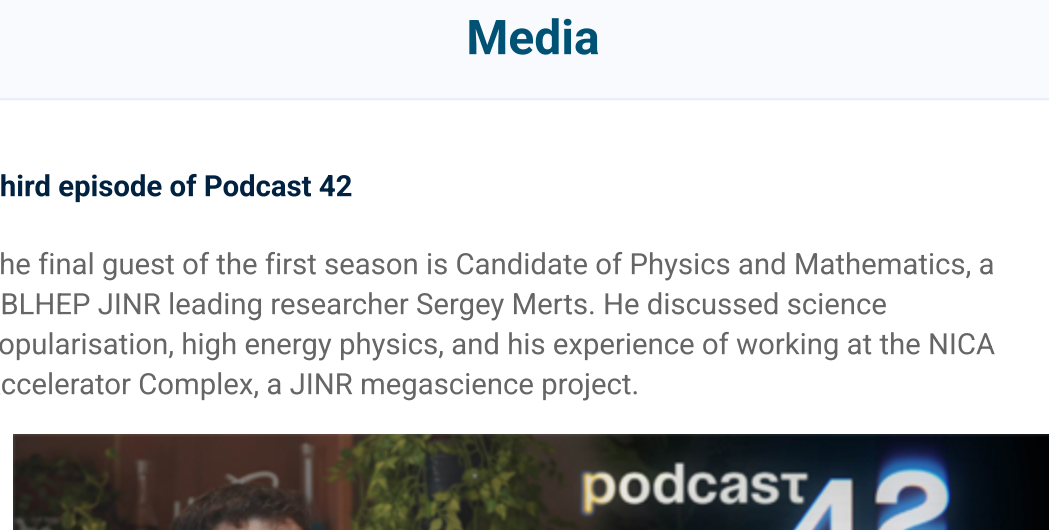 Media
hird episode of Podcast 42
he final guest of the first season is Candidate of Physics and Mathematics, a
BLHEP JINR leading researcher Sergey Merts. He discussed science
opularisation, high energy physics, and his experience of working at the NICA
ccelerator Complex, a JINR megascience project.
podcast 42